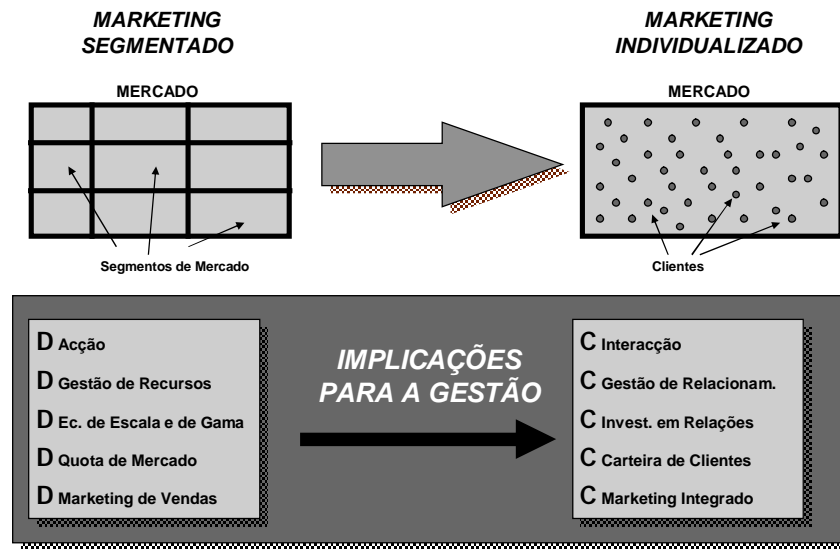 MARKETING
SEGMENTADO
MARKETING
INDIVIDUALIZADO
MERCADO
MERCADO
Segmentos de Mercado
Clientes
IMPLICAÇÕES
PARA A GESTÃO
D Acção
D Gestão de Recursos
D Ec. de Escala e de Gama
D Quota de Mercado
D Marketing de Vendas
C Interacção
C Gestão de Relacionam.
C Invest. em Relações
C Carteira de Clientes
C Marketing Integrado